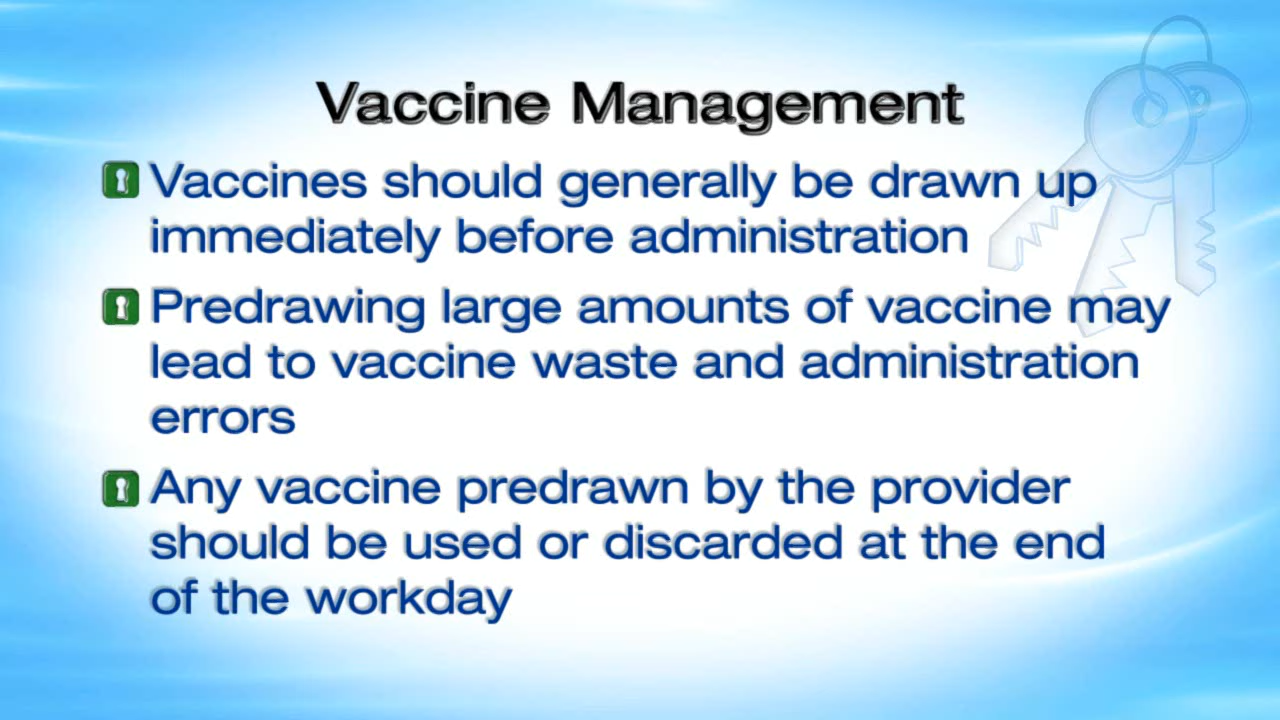 Vaccine Management
Vaccines should generally be drawn up
immediately before administration
Predrawing large amounts of vaccine may
lead to vaccine waste and administration
errors
Any vaccine predrawn by the provider
should be used or discarded at the end
of the workday